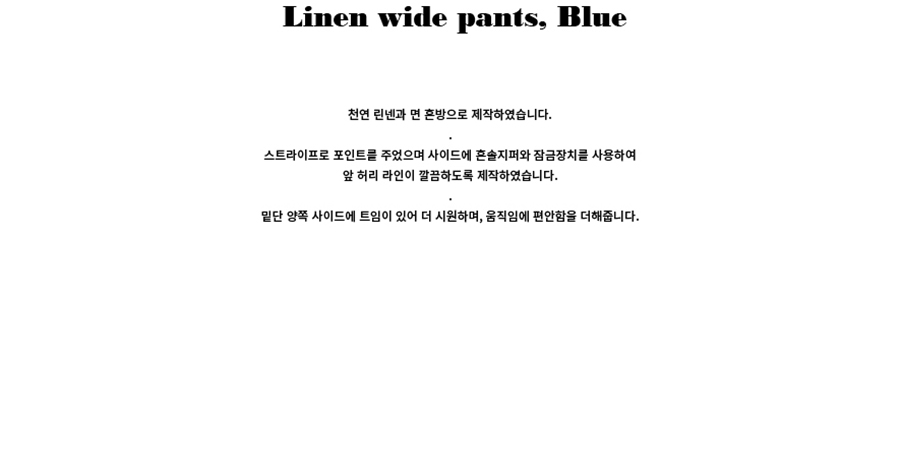 Linen wide pants, Blue
천연 린넨과 면 혼방으로 제작하였습니다.
.
스트라이프로 포인트를 주었으며 사이드에 혼솔지퍼와 잠금장치를 사용하여
앞 허리 라인이 깔끔하도록 제작하였습니다.
.
밑단 양쪽 사이드에 트임이 있어 더 시원하며, 움직임에 편안함을 더해줍니다.